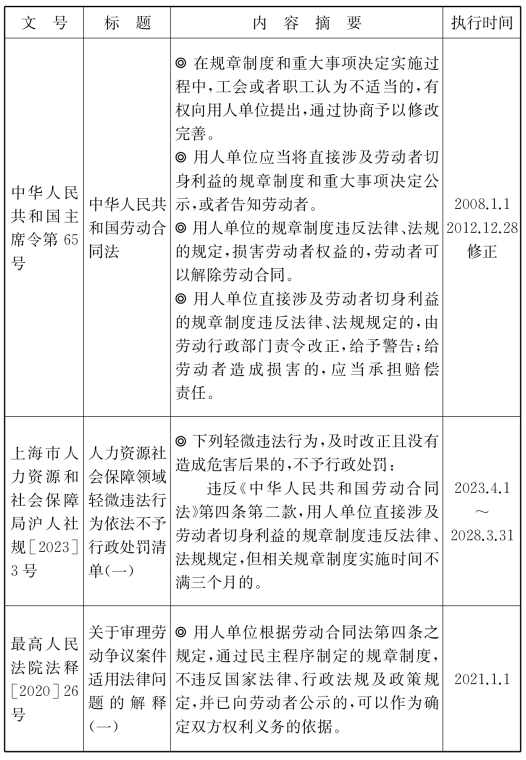 文 号
标 题
内 容 摘 要
执行时间
中华人民
共和国主
席令第 65
号
中华人民共
和国劳动合
同法
◎ 在规章制度和重大事项决定实施过
程中,工会或者职工认为不适当的,有
权向用人单位提出,通过协商予以修改
完善。
◎ 用人单位应当将直接涉及劳动者切
身利益的规章制度和重大事项决定公
示,或者告知劳动者。
◎ 用人单位的规章制度违反法律、法规
的规定,损害劳动者权益的,劳动者可
以解除劳动合同。
◎ 用人单位直接涉及劳动者切身利益
的规章制度违反法律、法规规定的,由
劳动行政部门责令改正,给予警告;给
劳动者造成损害的,应当承担赔偿
责任。
2008.1.1
2012.12.28
修正
上海市人
力资源和
社会保障
局沪人社
规[2023]
3 号
人力资源社
会保障领域
轻微违法行
为依法不予
行政处罚清
单(一)
◎ 下列轻微违法行为,及时改正且没有
造成危害后果的,不予行政处罚:
违反《中华人民共和国劳动合同
法》第四条第二款,用人单位直接涉及
劳动者切身利益的规章制度违反法律、
法规规定,但相关规章制度实施时间不
满三个月的。
2023.4.1
~
2028.3.31
最高人民
法院法释
[2020]26
号
关于审理劳
动争议案件
适用法律问
题的解释
(一)
◎ 用人单位根据劳动合同法第四条之
规定,通过民主程序制定的规章制度,
不违反国家法律、行政法规及政策规
定,并已向劳动者公示的,可以作为确
定双方权利义务的依据。
2021.1.1